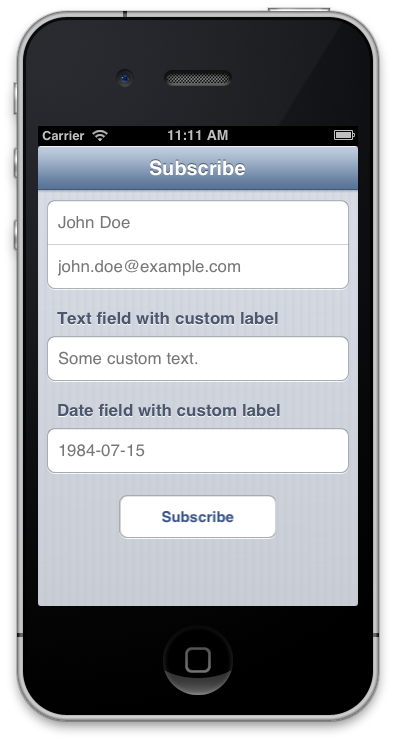 Carrier 11:11 AM
Subscribe
John Doe
john.doe@example.com
Text field with custom label
Some custom text.
Date field with custom label
1984-07-15
Subscribe